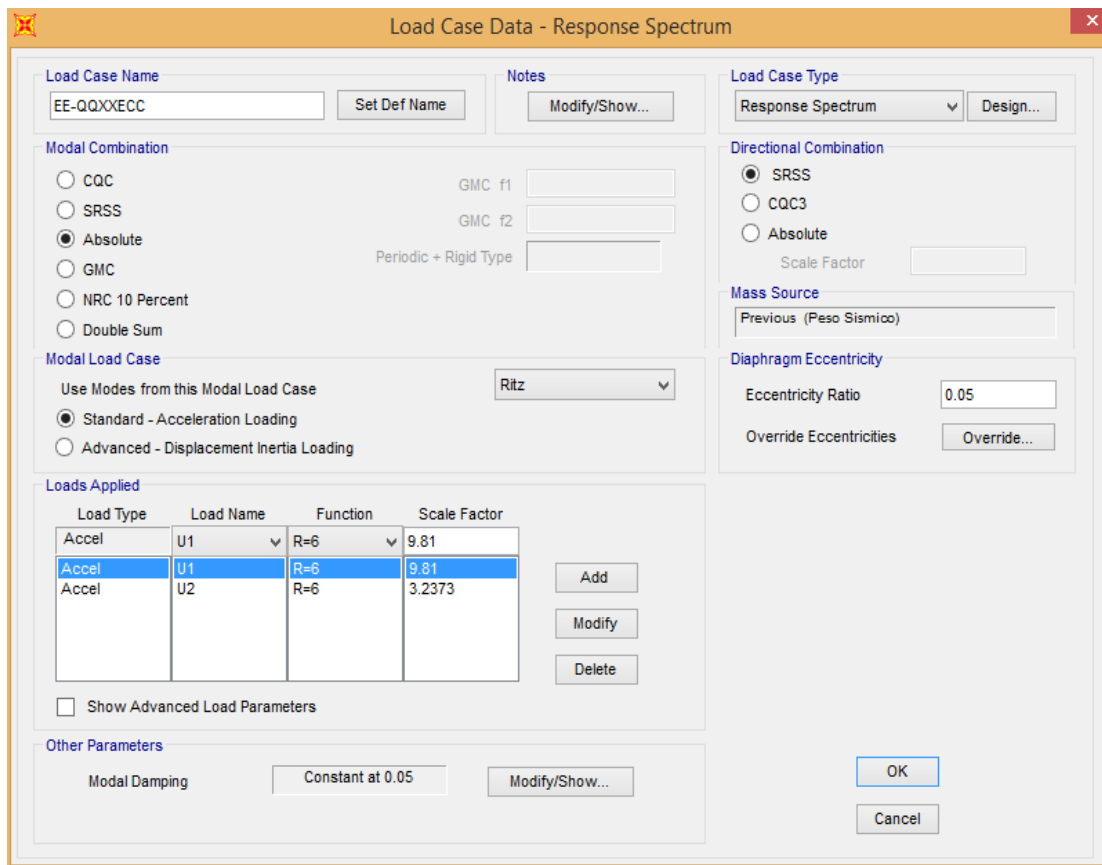 Load Case Data - Response Spectrum
Load Case Name
EE-QQXXECC
Set Def Name
Notes
Modify/Show...
Load Case Type
Response Spectrum
Design...
Modal Combination
CQC
SRSS
Absolute
GMC
NRC 10 Percent
Double Sum
GMC f1
GMC f2
Periodic + Rigid Type
Directional Combination
SRSS
CQC3
Absolute
Scale Factor
Mass Source
Previous (Peso Sismico)
Modal Load Case
Use Modes from this Modal Load Case
Ritz
Standard - Acceleration Loading
Advanced - Displacement Inertia Loading
Diaphragm Eccentricity
Eccentricity Ratio
0.05
Override Eccentricities
Override...
Loads Applied
Load Type Load Name Function Scale Factor
Accel U1 R=6 9.81
Accel U1 R=6 9.81
Accel U2 R=6 3.2373
Add
Modify
Delete
Show Advanced Load Parameters
Other Parameters
Modal Damping
Constant at 0.05
Modify/Show...
OK
Cancel